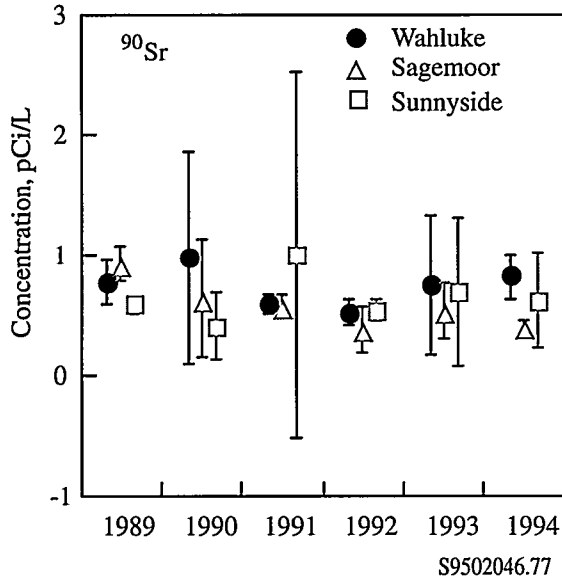 3
⁹⁰Sr
Wahluke
Sagemoor
Sunnyside
2
1
0
-1
Concentration, pCi/L
1989 1990 1991 1992 1993 1994
S9502046.77